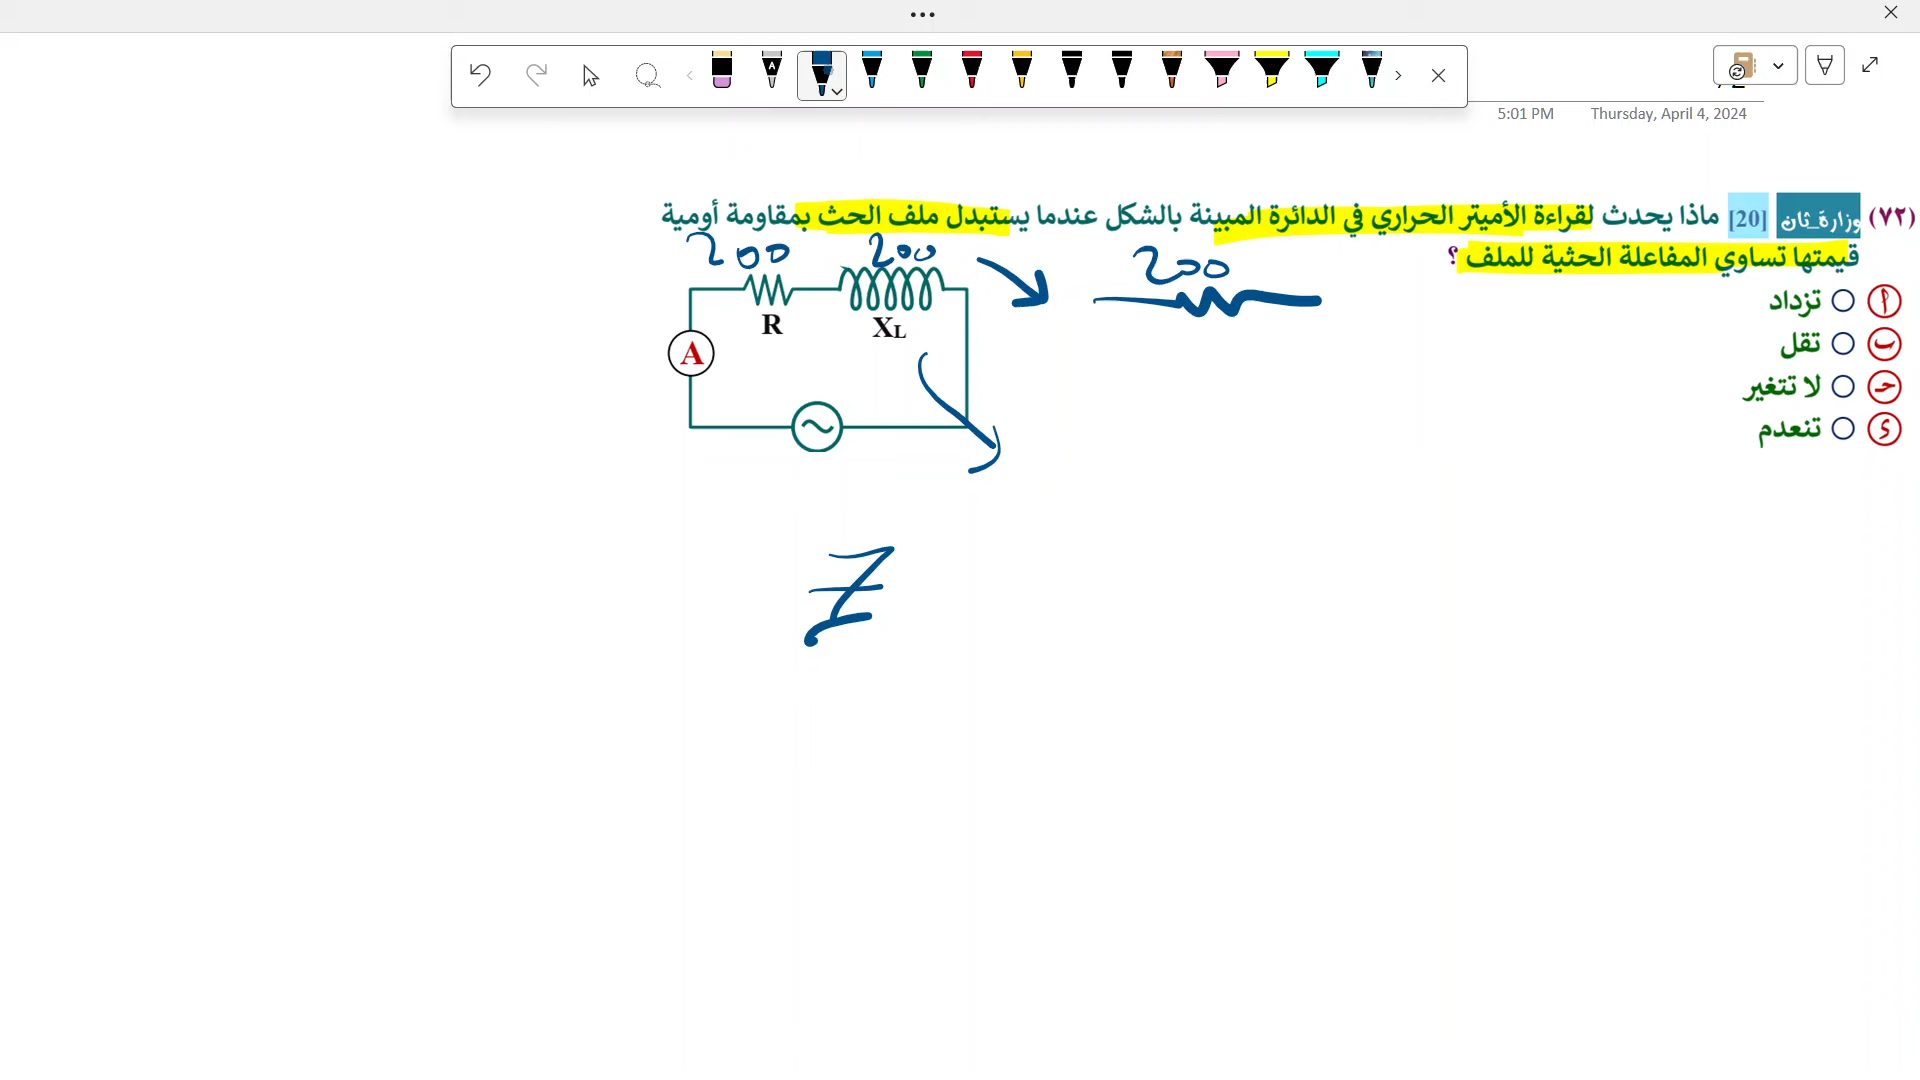 5:01 PM Thursday, April 4, 2024
(٧٢) وزارة_ثان [20] ماذا يحدث لقراءة الأميتر الحراري في الدائرة المبينة بالشكل عندما يستبدل ملف الحث بمقاومة أومية
قيمتها تساوي المفاعلة الحثية للملف ؟
200 200 200
R XL
A
أ تزداد
ب تقل
حـ لا تتغير
ى تنعدم
Z